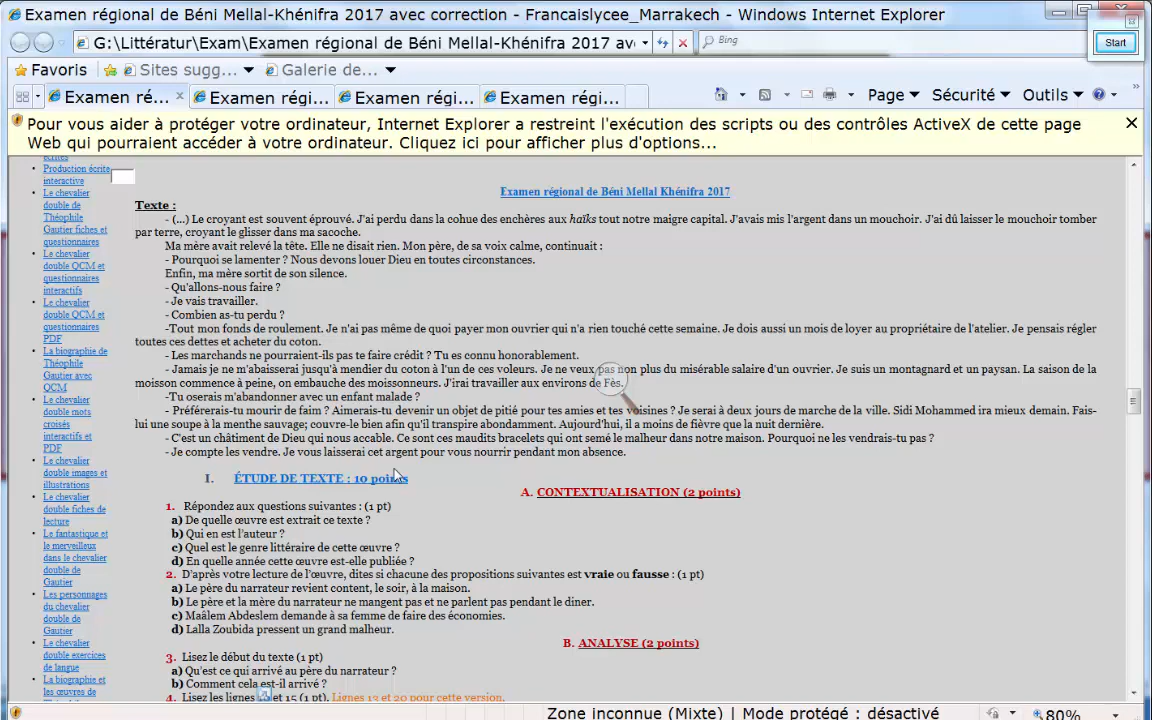 Examen régional de Béni Mellal-Khénifra 2017 avec correction - Francaislycee_Marrakech - Windows Internet Explorer
G:\Littératur\Exam\Examen régional de Béni Mellal-Khénifra 2017 av
Bing
Start
Favoris
Sites sugg...
Galerie de...
Examen ré...
Examen régi...
Examen régi...
Examen régi...
Page
Sécurité
Outils
Pour vous aider à protéger votre ordinateur, Internet Explorer a restreint l'exécution des scripts ou des contrôles ActiveX de cette page
Web qui pourraient accéder à votre ordinateur. Cliquez ici pour afficher plus d'options...
écrites
Production écrite
interactive
Le chevalier
double de
Théophile
Gautier fiches et
questionnaires
Le chevalier
double QCM et
questionnaires
interactifs
Le chevalier
double QCM et
questionnaires
PDF
La biographie de
Théophile
Gautier avec
QCM
Le chevalier
double mots
croisés
interactifs et
PDF
Le chevalier
double images et
illustrations
Le chevalier
double fiches de
lecture
Le fantastique et
le merveilleux
dans le chevalier
double de
Gautier
Les personnages
du chevalier
double de
Gautier
Le chevalier
double exercices
de langue
La biographie et
les œuvres de
Examen régional de Béni Mellal Khénifra 2017
Texte :
- (...) Le croyant est souvent éprouvé. J'ai perdu dans la cohue des enchères aux haïks tout notre maigre capital. J'avais mis l'argent dans un mouchoir. J'ai dû laisser le mouchoir tomber
par terre, croyant le glisser dans ma sacoche.
Ma mère avait relevé la tête. Elle ne disait rien. Mon père, de sa voix calme, continuait :
- Pourquoi se lamenter ? Nous devons louer Dieu en toutes circonstances.
Enfin, ma mère sortit de son silence.
- Qu'allons-nous faire ?
- Je vais travailler.
- Combien as-tu perdu ?
-Tout mon fonds de roulement. Je n'ai pas même de quoi payer mon ouvrier qui n'a rien touché cette semaine. Je dois aussi un mois de loyer au propriétaire de l'atelier. Je pensais régler
toutes ces dettes et acheter du coton.
- Les marchands ne pourraient-ils pas te faire crédit ? Tu es connu honorablement.
- Jamais je ne m'abaisserai jusqu'à mendier du coton à l'un de ces voleurs. Je ne veux pas non plus du misérable salaire d'un ouvrier. Je suis un montagnard et un paysan. La saison de la
moisson commence à peine, on embauche des moissonneurs. J'irai travailler aux environs de Fès.
-Tu oserais m'abandonner avec un enfant malade ?
- Préférerais-tu mourir de faim ? Aimerais-tu devenir un objet de pitié pour tes amies et tes voisines ? Je serai à deux jours de marche de la ville. Sidi Mohammed ira mieux demain. Fais-
lui une soupe à la menthe sauvage; couvre-le bien afin qu'il transpire abondamment. Aujourd'hui, il a moins de fièvre que la nuit dernière.
- C'est un châtiment de Dieu qui nous accable. Ce sont ces maudits bracelets qui ont semé le malheur dans notre maison. Pourquoi ne les vendrais-tu pas ?
- Je compte les vendre. Je vous laisserai cet argent pour vous nourrir pendant mon absence.
I. ÉTUDE DE TEXTE : 10 points
A. CONTEXTUALISATION (2 points)
1. Répondez aux questions suivantes : (1 pt)
a) De quelle œuvre est extrait ce texte ?
b) Qui en est l'auteur ?
c) Quel est le genre littéraire de cette œuvre ?
d) En quelle année cette œuvre est-elle publiée ?
2. D'après votre lecture de l'œuvre, dites si chacune des propositions suivantes est vraie ou fausse : (1 pt)
a) Le père du narrateur revient content, le soir, à la maison.
b) Le père et la mère du narrateur ne mangent pas et ne parlent pas pendant le diner.
c) Maâlem Abdeslem demande à sa femme de faire des économies.
d) Lalla Zoubida pressent un grand malheur.
B. ANALYSE (2 points)
3. Lisez le début du texte (1 pt)
a) Qu'est ce qui arrivé au père du narrateur ?
b) Comment cela est-il arrivé ?
4. Lisez les lignes et 15 (1 pt). Lignes 13 et 20 pour cette version.
Zone inconnue (Mixte) | Mode protégé : désactivé
80%